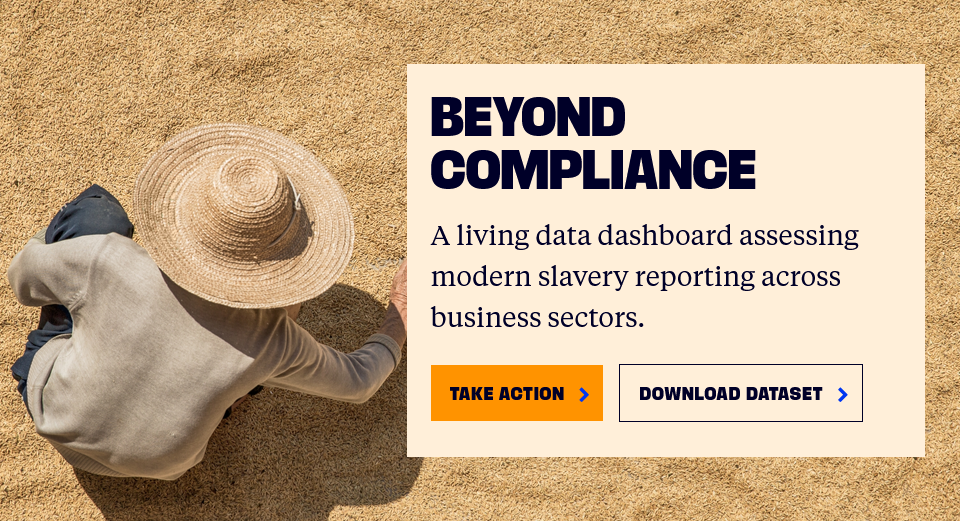 BEYOND
COMPLIANCE
A living data dashboard assessing
modern slavery reporting across
business sectors.
TAKE ACTION
DOWNLOAD DATASET